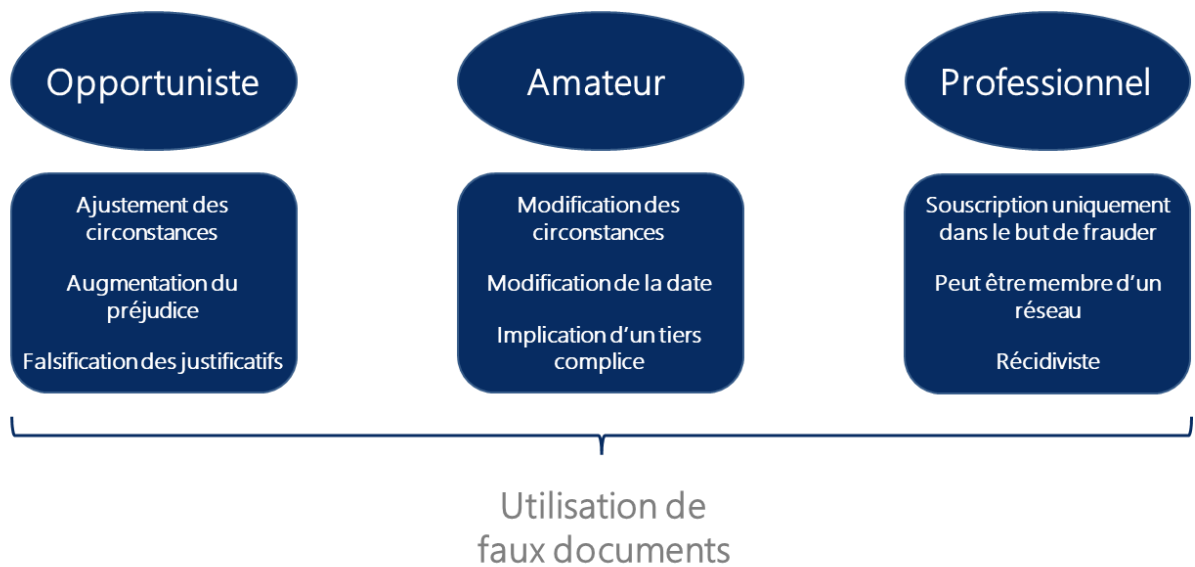 Opportuniste
Amateur
Professionnel
Ajustement des
circonstances
Augmentation du
préjudice
Falsification des justificatifs
Modification des
circonstances
Modification de la date
Implication d’un tiers
complice
Souscription uniquement
dans le but de frauder
Peut être membre d’un
réseau
Récidiviste
Utilisation de
faux documents